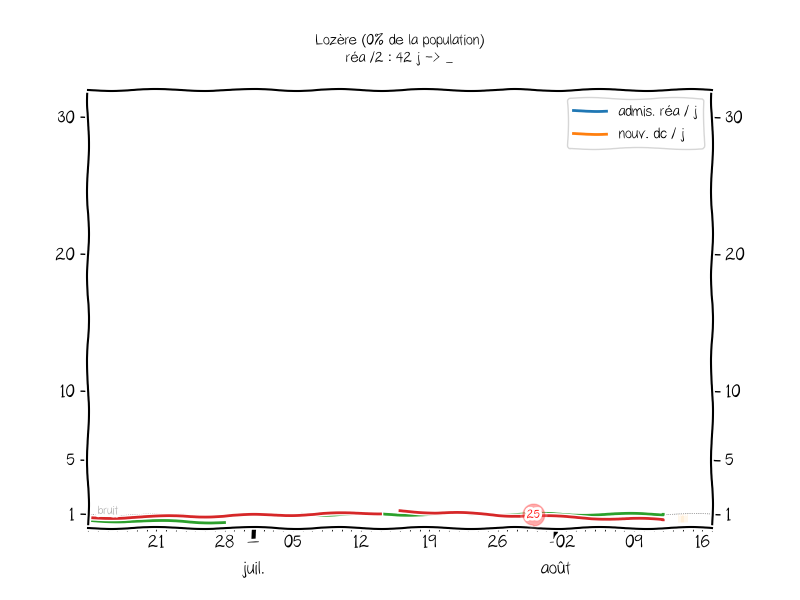 Lozère (0% de la population)
réa /2 : 42 j -> _
admis. réa / j
nouv. dc / j
30
20
10
5
1
30
20
10
5
1
bruit
25
21 28 05 12 19 26 02 09 16
juil. août